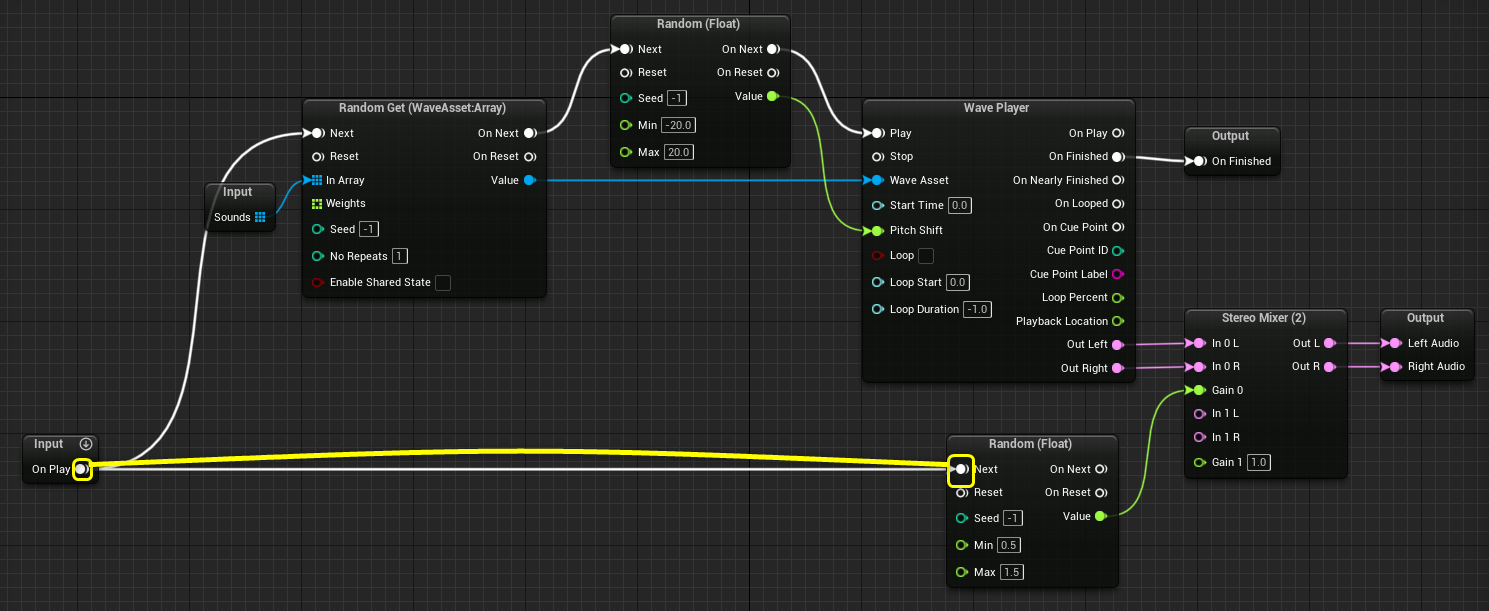 Random (Float)
Next On Next
Reset On Reset
Seed -1 Value
Min -20.0
Max 20.0
Random Get (WaveAsset:Array)
Next On Next
Reset On Reset
In Array Value
Weights
Seed -1
No Repeats 1
Enable Shared State
Input
Sounds
Wave Player
Play On Play
Stop On Finished
Wave Asset On Nearly Finished
Start Time 0.0 On Looped
Pitch Shift On Cue Point
Loop Cue Point ID
Loop Start 0.0 Cue Point Label
Loop Duration -1.0 Loop Percent
Playback Location
Out Left
Out Right
Output
On Finished
Stereo Mixer (2)
In 0 L Out L
In 0 R Out R
Gain 0
In 1 L
In 1 R
Gain 1 1.0
Output
Left Audio
Right Audio
Input
On Play
Random (Float)
Next On Next
Reset On Reset
Seed -1 Value
Min 0.5
Max 1.5